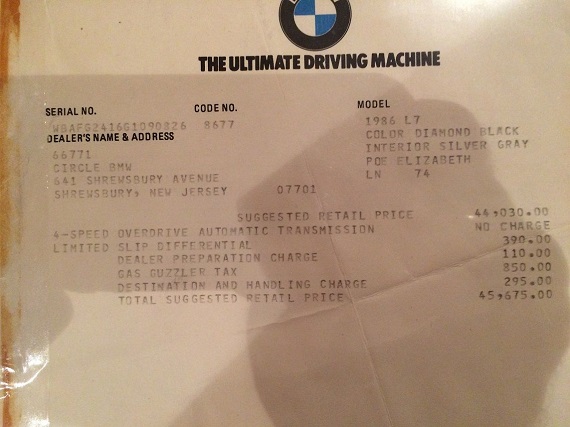 THE ULTIMATE DRIVING MACHINE
SERIAL NO. CODE NO. MODEL
WBAFG2416G1090826 8677 1986 L7
DEALER'S NAME & ADDRESS COLOR DIAMOND BLACK
66771 INTERIOR SILVER GRAY
CIRCLE BMW POE ELIZABETH
641 SHREWSBURY AVENUE LN 74
SHREWSBURY, NEW JERSEY 07701
SUGGESTED RETAIL PRICE 44,030.00
4-SPEED OVERDRIVE AUTOMATIC TRANSMISSION NO CHARGE
LIMITED SLIP DIFFERENTIAL 390.00
DEALER PREPARATION CHARGE 110.00
GAS GUZZLER TAX 850.00
DESTINATION AND HANDLING CHARGE 295.00
TOTAL SUGGESTED RETAIL PRICE 45,675.00